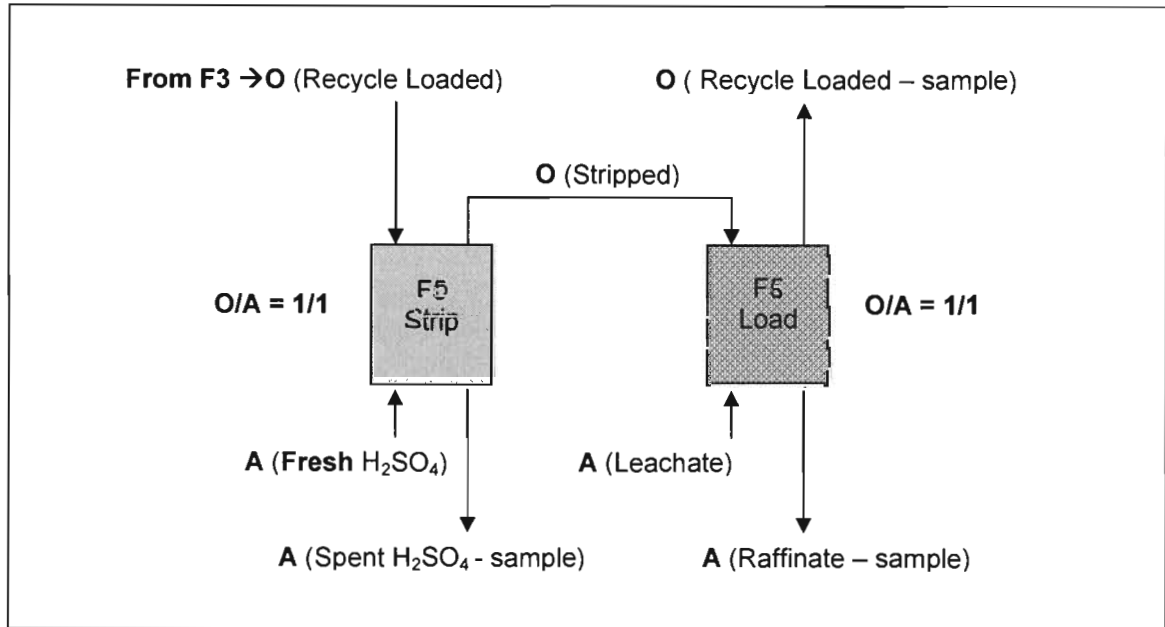 From F3 →O (Recycle Loaded)
O ( Recycle Loaded – sample)
O (Stripped)
O/A = 1/1
F5
Strip
F6
Load
O/A = 1/1
A (Fresh H₂SO₄)
A (Leachate)
A (Spent H₂SO₄ - sample)
A (Raffinate – sample)